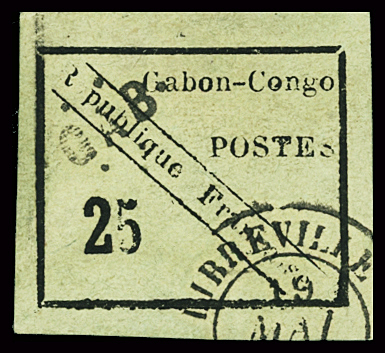 Gabon-Congo
R publique Fr
POSTES
25
LIBREVILLE
19
MAI